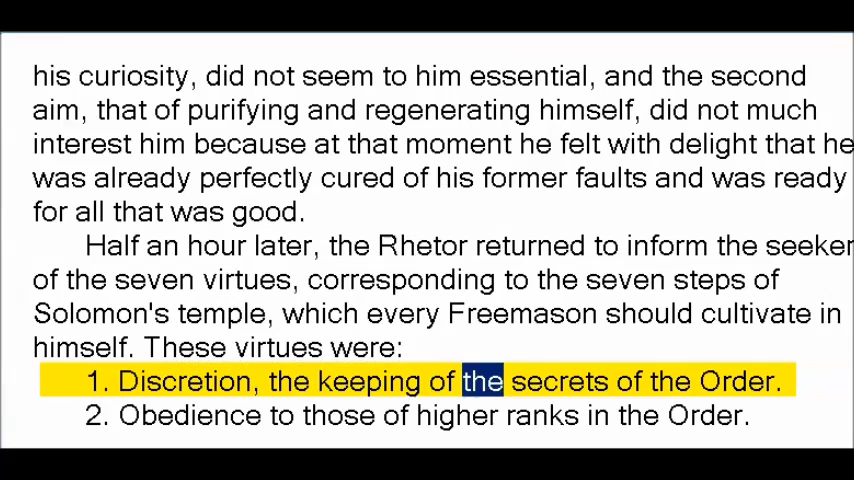 his curiosity, did not seem to him essential, and the second
aim, that of purifying and regenerating himself, did not much
interest him because at that moment he felt with delight that he
was already perfectly cured of his former faults and was ready
for all that was good.
Half an hour later, the Rhetor returned to inform the seeker
of the seven virtues, corresponding to the seven steps of
Solomon's temple, which every Freemason should cultivate in
himself. These virtues were:
1. Discretion, the keeping of the secrets of the Order.
2. Obedience to those of higher ranks in the Order.